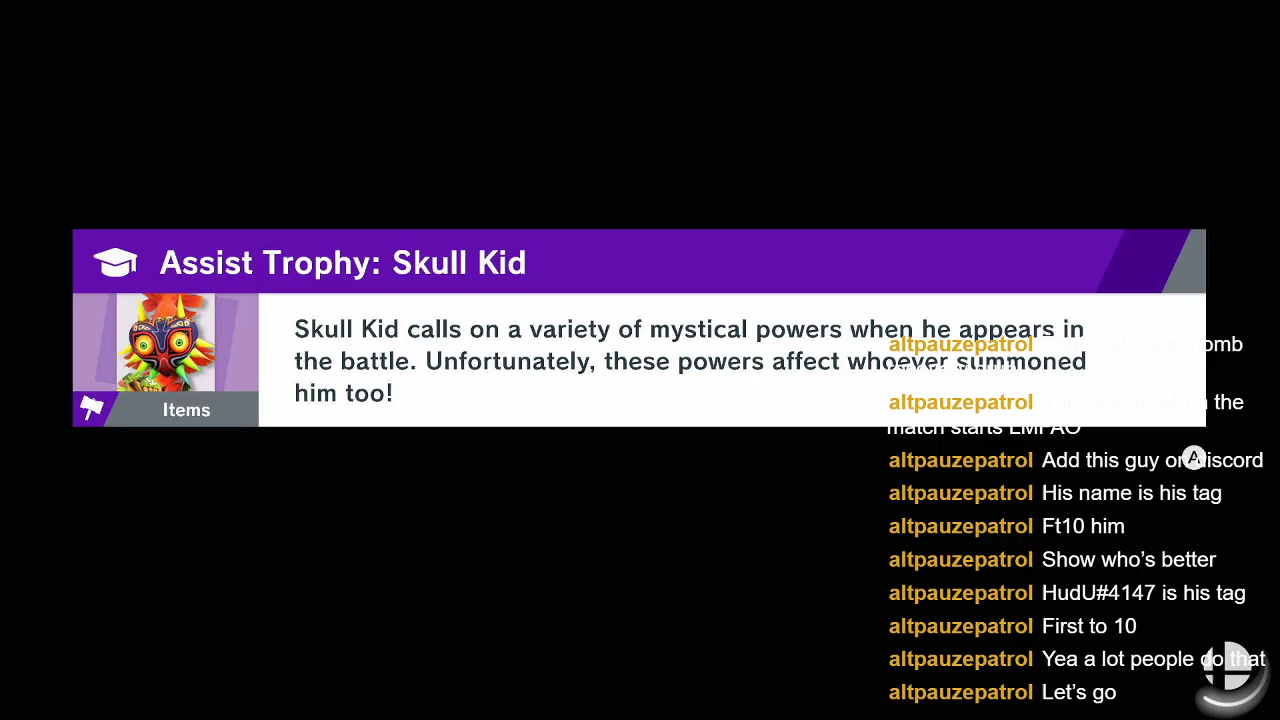 Assist Trophy: Skull Kid
Skull Kid calls on a variety of mystical powers when he appears in
the battle. Unfortunately, these powers affect whoever summoned
him too!
Items
altpauzepatrol bomb
altpauzepatrol the
match starts LMFAO
altpauzepatrol Add this guy on discord
A
altpauzepatrol His name is his tag
altpauzepatrol Ft10 him
altpauzepatrol Show who's better
altpauzepatrol HudU#4147 is his tag
altpauzepatrol First to 10
altpauzepatrol Yea a lot people do that
altpauzepatrol Let's go